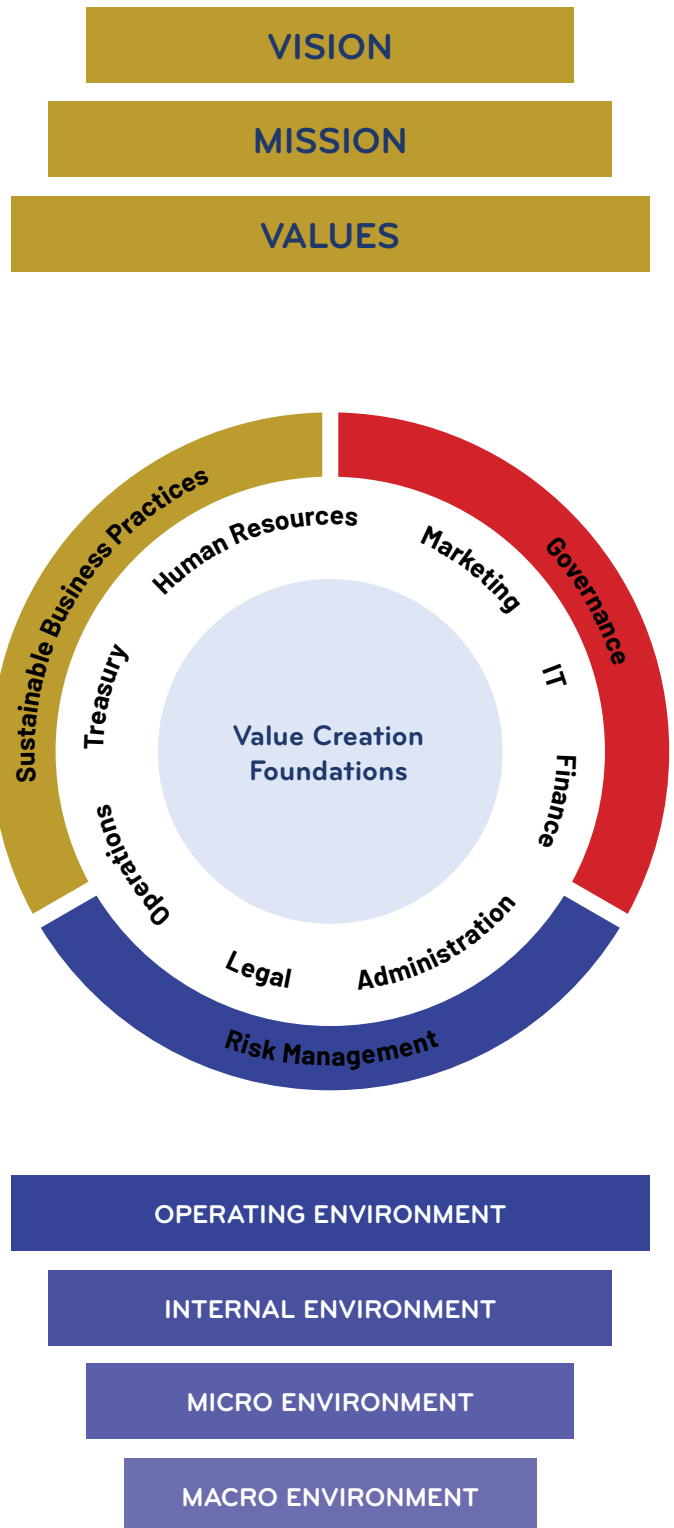 VISION
MISSION
VALUES
Sustainable Business Practices
Governance
Risk Management
Human Resources
Marketing
IT
Finance
Administration
Legal
Operations
Treasury
Value Creation
Foundations
OPERATING ENVIRONMENT
INTERNAL ENVIRONMENT
MICRO ENVIRONMENT
MACRO ENVIRONMENT